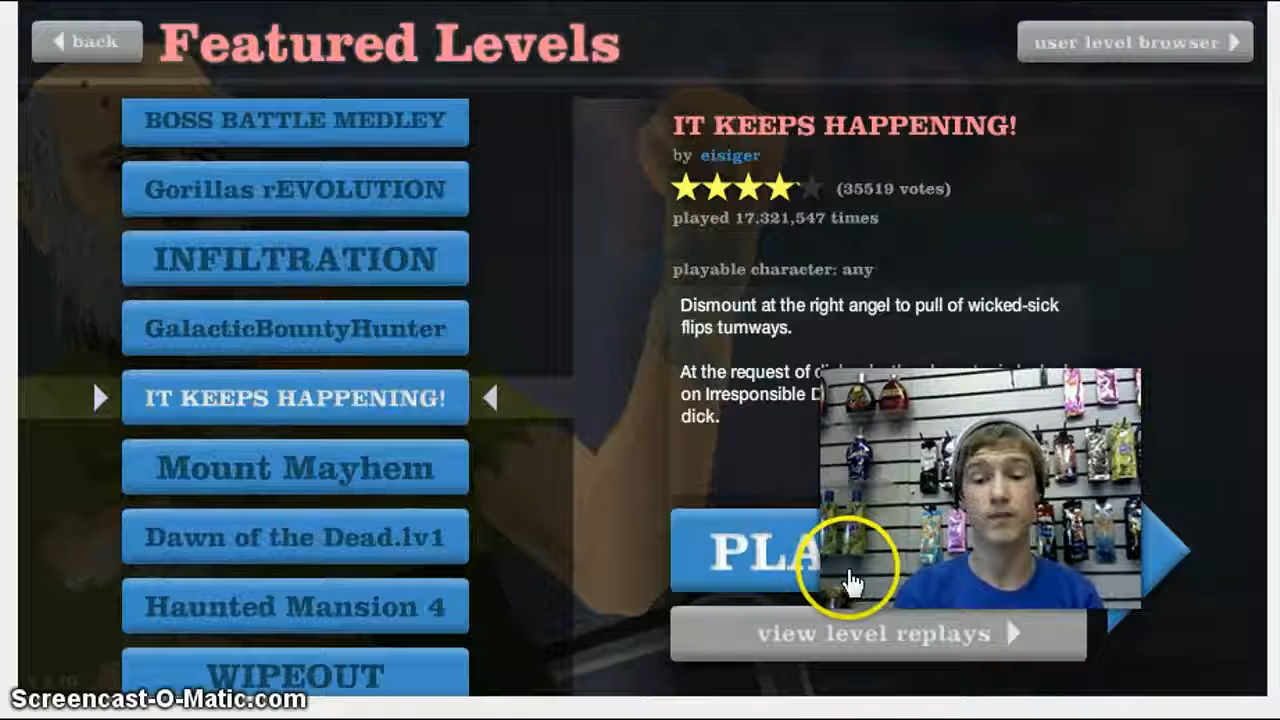 back
Featured Levels
user level browser
BOSS BATTLE MEDLEY
Gorillas rEVOLUTION
INFILTRATION
GalacticBountyHunter
IT KEEPS HAPPENING!
Mount Mayhem
Dawn of the Dead.lv1
Haunted Mansion 4
WIPEOUT
IT KEEPS HAPPENING!
by eisiger
(35519 votes)
played 17,321,547 times
playable character: any
Dismount at the right angel to pull of wicked-sick
flips turnways.
At the request of
on Irresponsible D
dick.
PLA
view level replays
Screencast-O-Matic.com